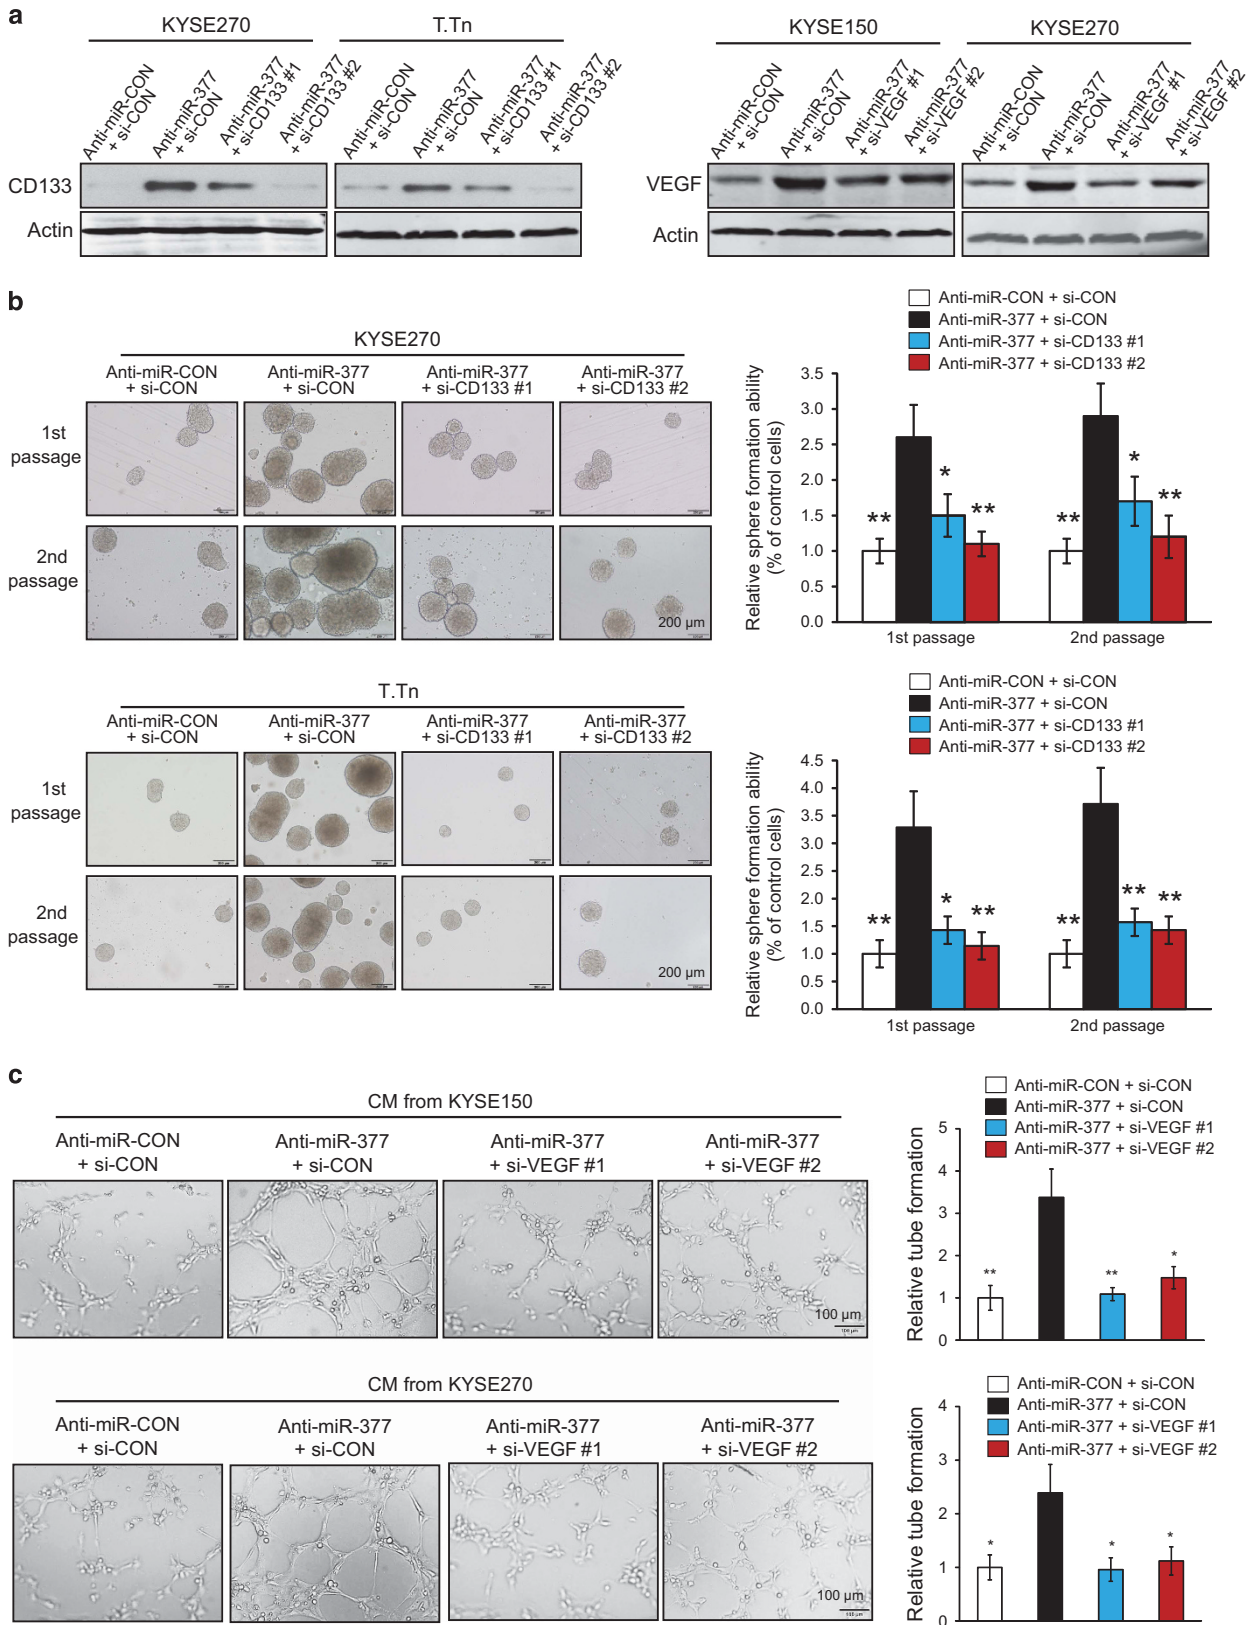 a
KYSE270
T.Tn
KYSE150
KYSE270
Anti-miR-CON
+ si-CON
Anti-miR-377
+ si-CON
Anti-miR-377
+ si-CD133 #1
Anti-miR-377
+ si-CD133 #2
Anti-miR-CON
+ si-CON
Anti-miR-377
+ si-CON
Anti-miR-377
+ si-CD133 #1
Anti-miR-377
+ si-CD133 #2
Anti-miR-CON
+ si-CON
Anti-miR-377
+ si-CON
Anti-miR-377
+ si-VEGF #1
Anti-miR-377
+ si-VEGF #2
Anti-miR-CON
+ si-CON
Anti-miR-377
+ si-CON
Anti-miR-377
+ si-VEGF #1
Anti-miR-377
+ si-VEGF #2
CD133
Actin
VEGF
Actin
b
KYSE270
Anti-miR-CON
+ si-CON
Anti-miR-377
+ si-CON
Anti-miR-377
+ si-CD133 #1
Anti-miR-377
+ si-CD133 #2
1st
passage
2nd
passage
200 µm
Anti-miR-CON + si-CON
Anti-miR-377 + si-CON
Anti-miR-377 + si-CD133 #1
Anti-miR-377 + si-CD133 #2
Relative sphere formation ability
(% of control cells)
3.5
3.0
2.5
2.0
1.5
1.0
0.5
0.0
**
*
**
**
*
**
1st passage
2nd passage
T.Tn
Anti-miR-CON
+ si-CON
Anti-miR-377
+ si-CON
Anti-miR-377
+ si-CD133 #1
Anti-miR-377
+ si-CD133 #2
1st
passage
2nd
passage
200 µm
Anti-miR-CON + si-CON
Anti-miR-377 + si-CON
Anti-miR-377 + si-CD133 #1
Anti-miR-377 + si-CD133 #2
Relative sphere formation ability
(% of control cells)
4.5
4.0
3.5
3.0
2.5
2.0
1.5
1.0
0.5
0.0
**
*
**
**
**
**
1st passage
2nd passage
c
CM from KYSE150
Anti-miR-CON
+ si-CON
Anti-miR-377
+ si-CON
Anti-miR-377
+ si-VEGF #1
Anti-miR-377
+ si-VEGF #2
100 µm
100 µm
Anti-miR-CON + si-CON
Anti-miR-377 + si-CON
Anti-miR-377 + si-VEGF #1
Anti-miR-377 + si-VEGF #2
Relative tube formation
5
4
3
2
1
0
**
**
*
CM from KYSE270
Anti-miR-CON
+ si-CON
Anti-miR-377
+ si-CON
Anti-miR-377
+ si-VEGF #1
Anti-miR-377
+ si-VEGF #2
100 µm
Anti-miR-CON + si-CON
Anti-miR-377 + si-CON
Anti-miR-377 + si-VEGF #1
Anti-miR-377 + si-VEGF #2
Relative tube formation
4
3
2
1
0
*
*
*